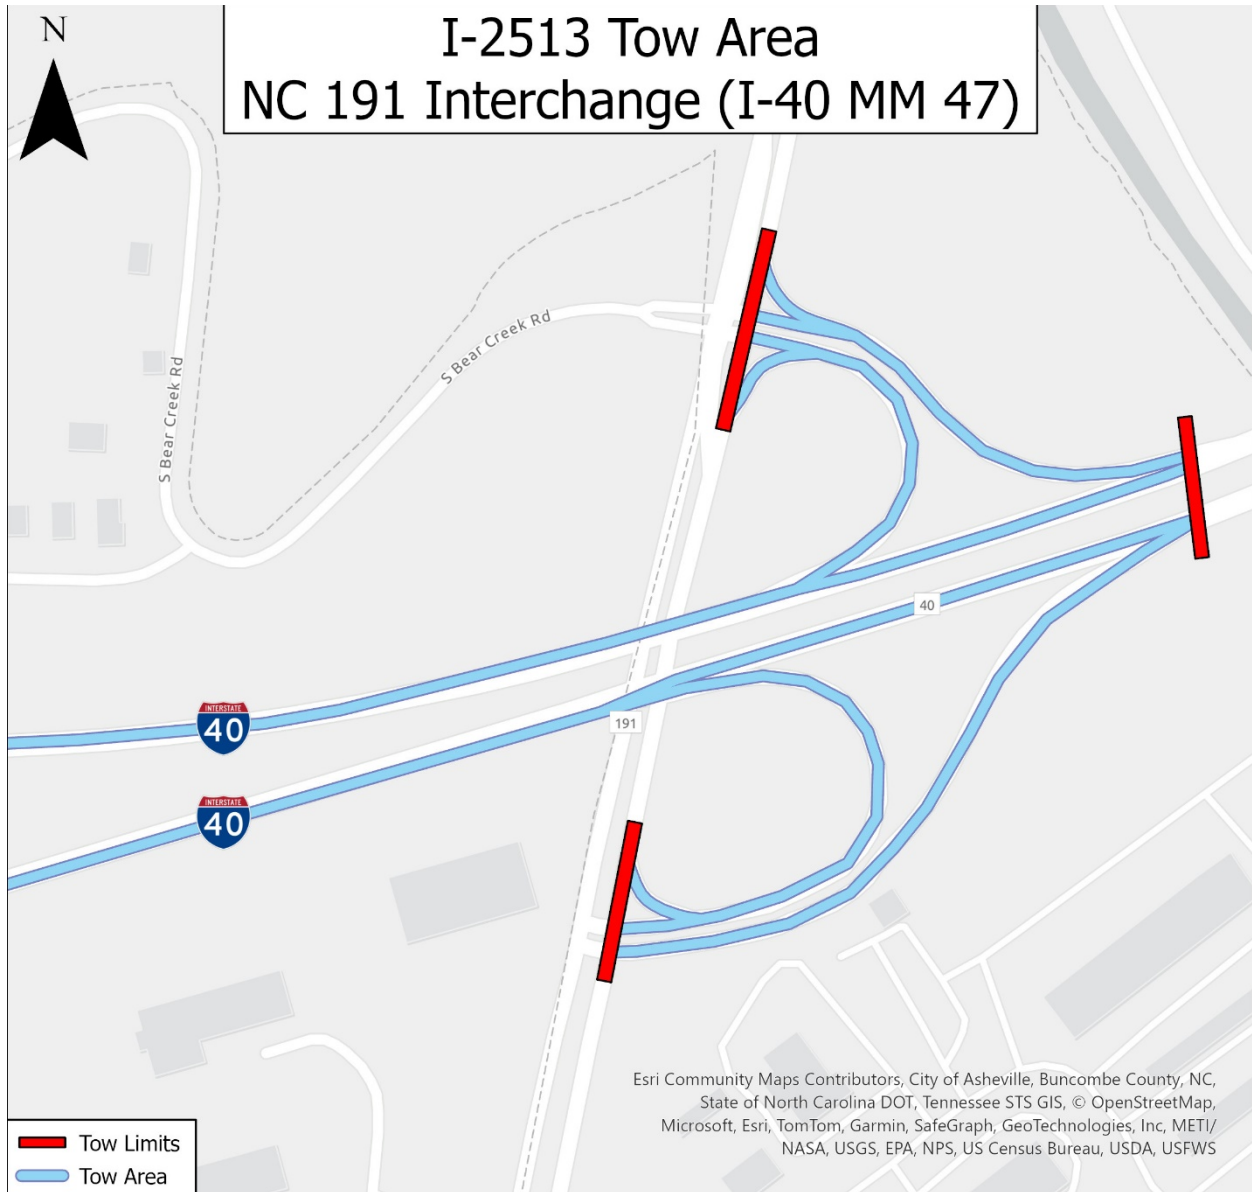 N
I-2513 Tow Area
NC 191 Interchange (I-40 MM 47)
S Bear Creek Rd
S Bear Creek Rd
40
INTERSTATE
40
191
INTERSTATE
40
Esri Community Maps Contributors, City of Asheville, Buncombe County, NC,
State of North Carolina DOT, Tennessee STS GIS, © OpenStreetMap,
Microsoft, Esri, TomTom, Garmin, SafeGraph, GeoTechnologies, Inc, METI/
NASA, USGS, EPA, NPS, US Census Bureau, USDA, USFWS
Tow Limits
Tow Area